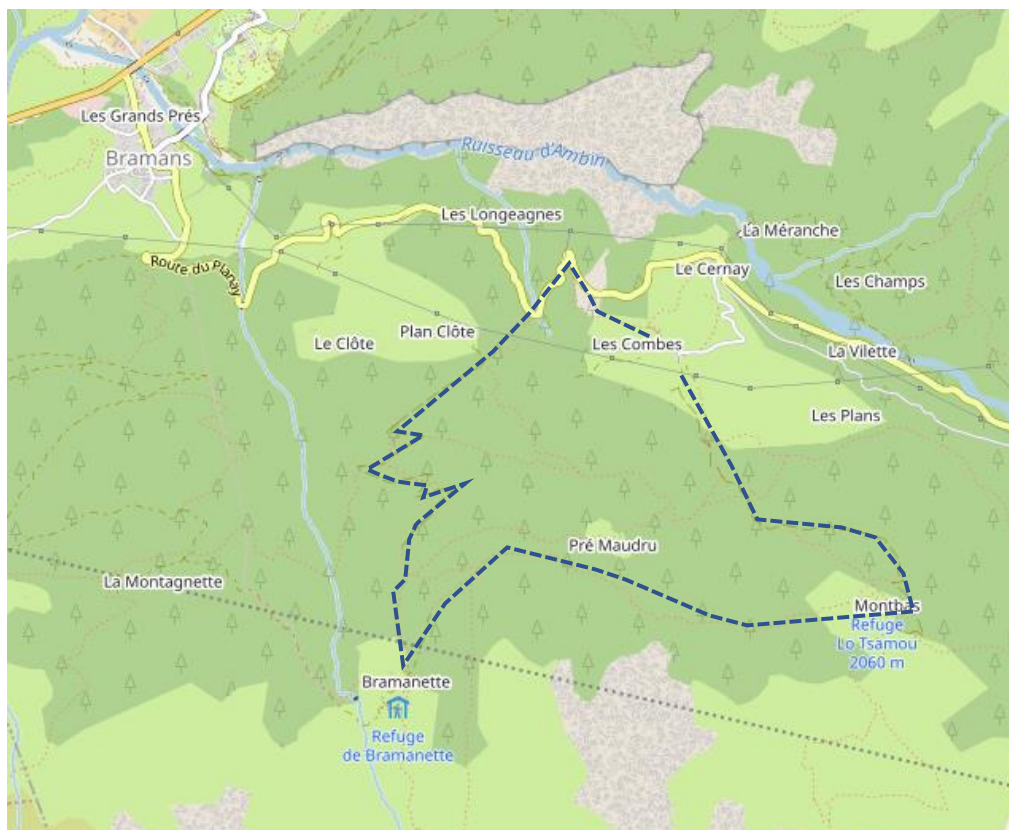 Les Grands Prés
Bramans
Ruisseau d'Ambin
Les Longeagnes
La Méranche
Route du Planay
Le Cernay
Les Champs
Plan Clôte
Le Clôte
Les Combes
La Vilette
Les Plans
Pré Maudru
La Montagnette
Montbas
Refuge
Lo Tsamou
2060 m
Bramanette
Refuge
de Bramanette